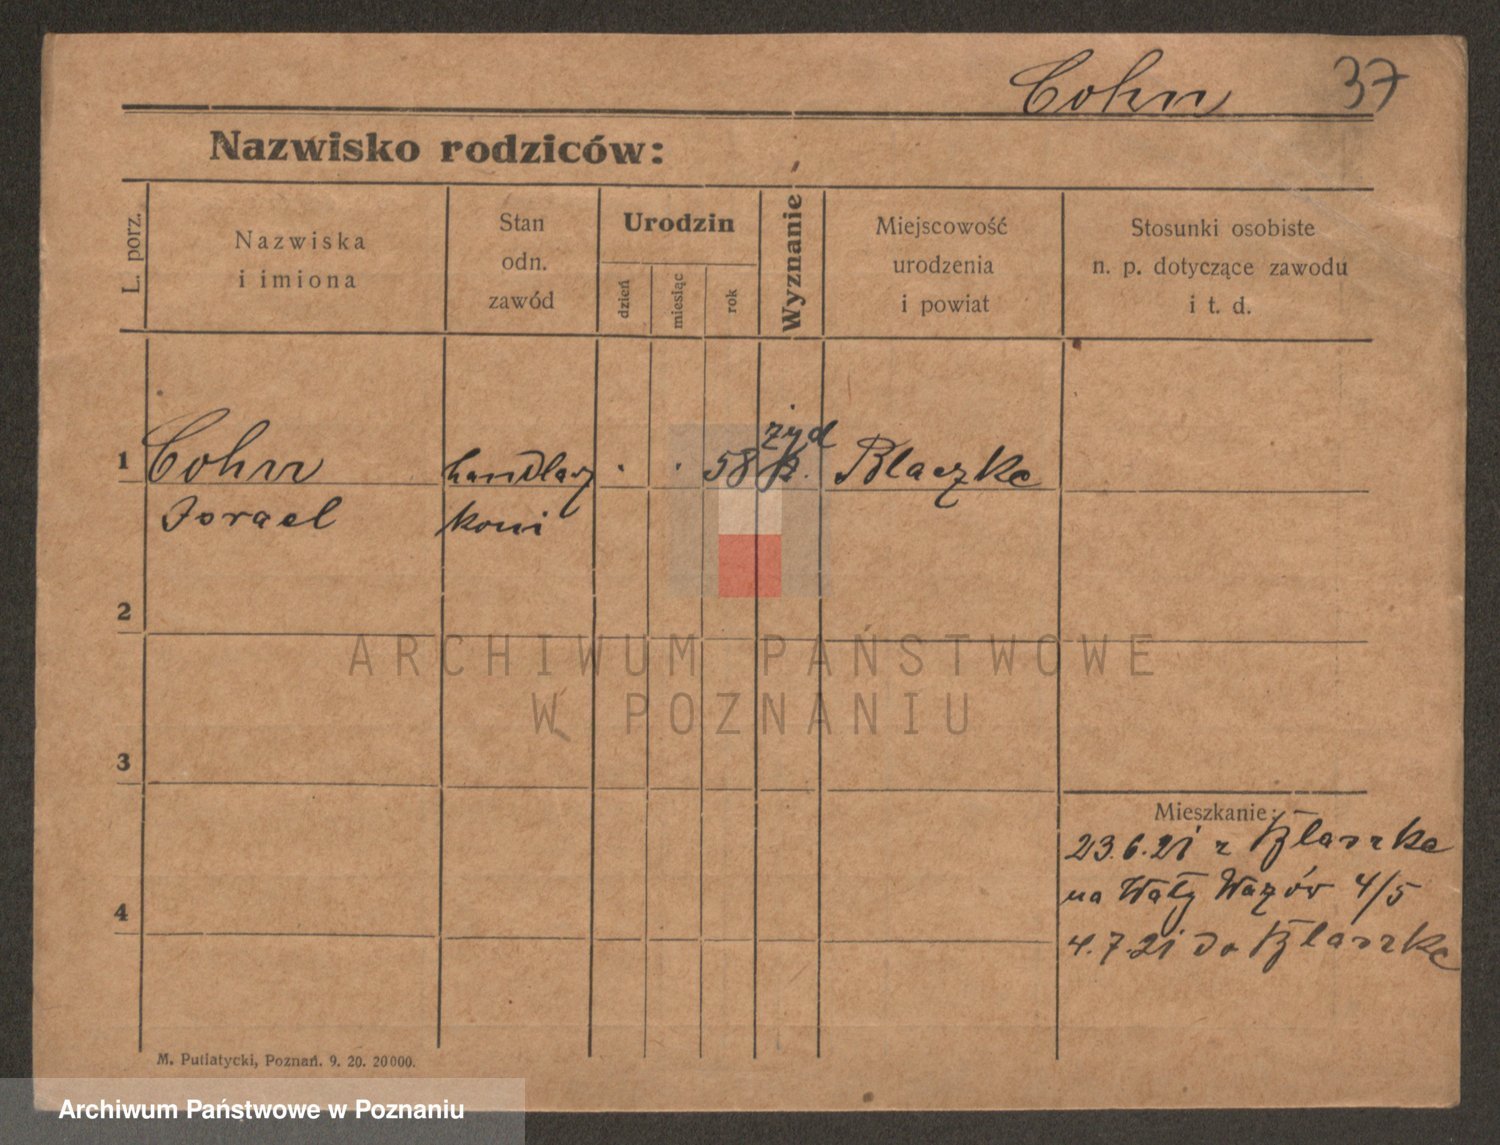 Cohn 37
Nazwisko rodziców:
L. porz.
Nazwiska
i imiona
Stan
odn.
zawód
Urodzin
dzień
miesiąc
rok
Wyznanie
Miejscowość
urodzenia
i powiat
Stosunki osobiste
n. p. dotyczące zawodu
i t. d.
żyd
1 Cohn handlarz . . 58 Blaszke
Israel koni
2
ARCHIWUM PAŃSTWOWE
W POZNANIU
3
Mieszkanie:
23.6.21 z Blaszke
na Wały Wazów 4/5
4
4.7.21 do Blaszke
M. Putiatycki, Poznań. 9. 20. 20000.
Archiwum Państwowe w Poznaniu